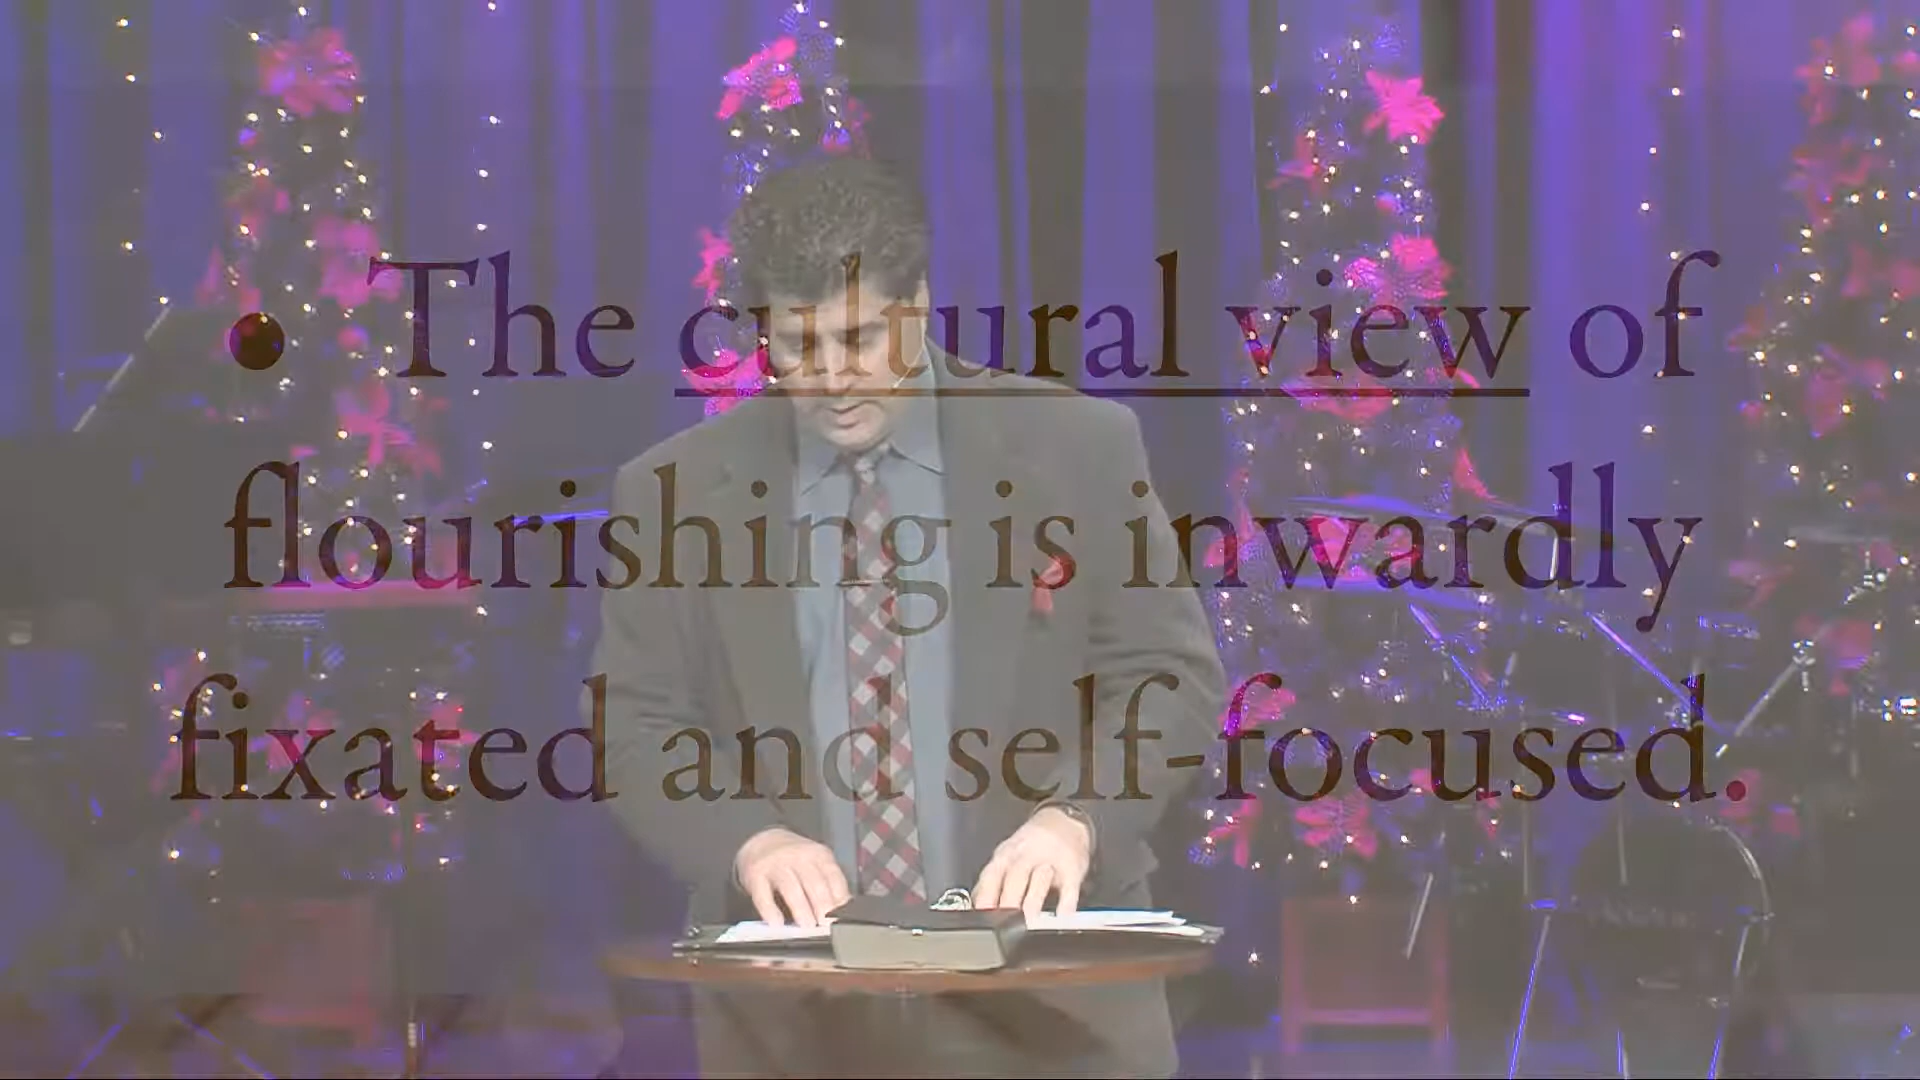 • The cultural view of
flourishing is inwardly
fixated and self-focused.